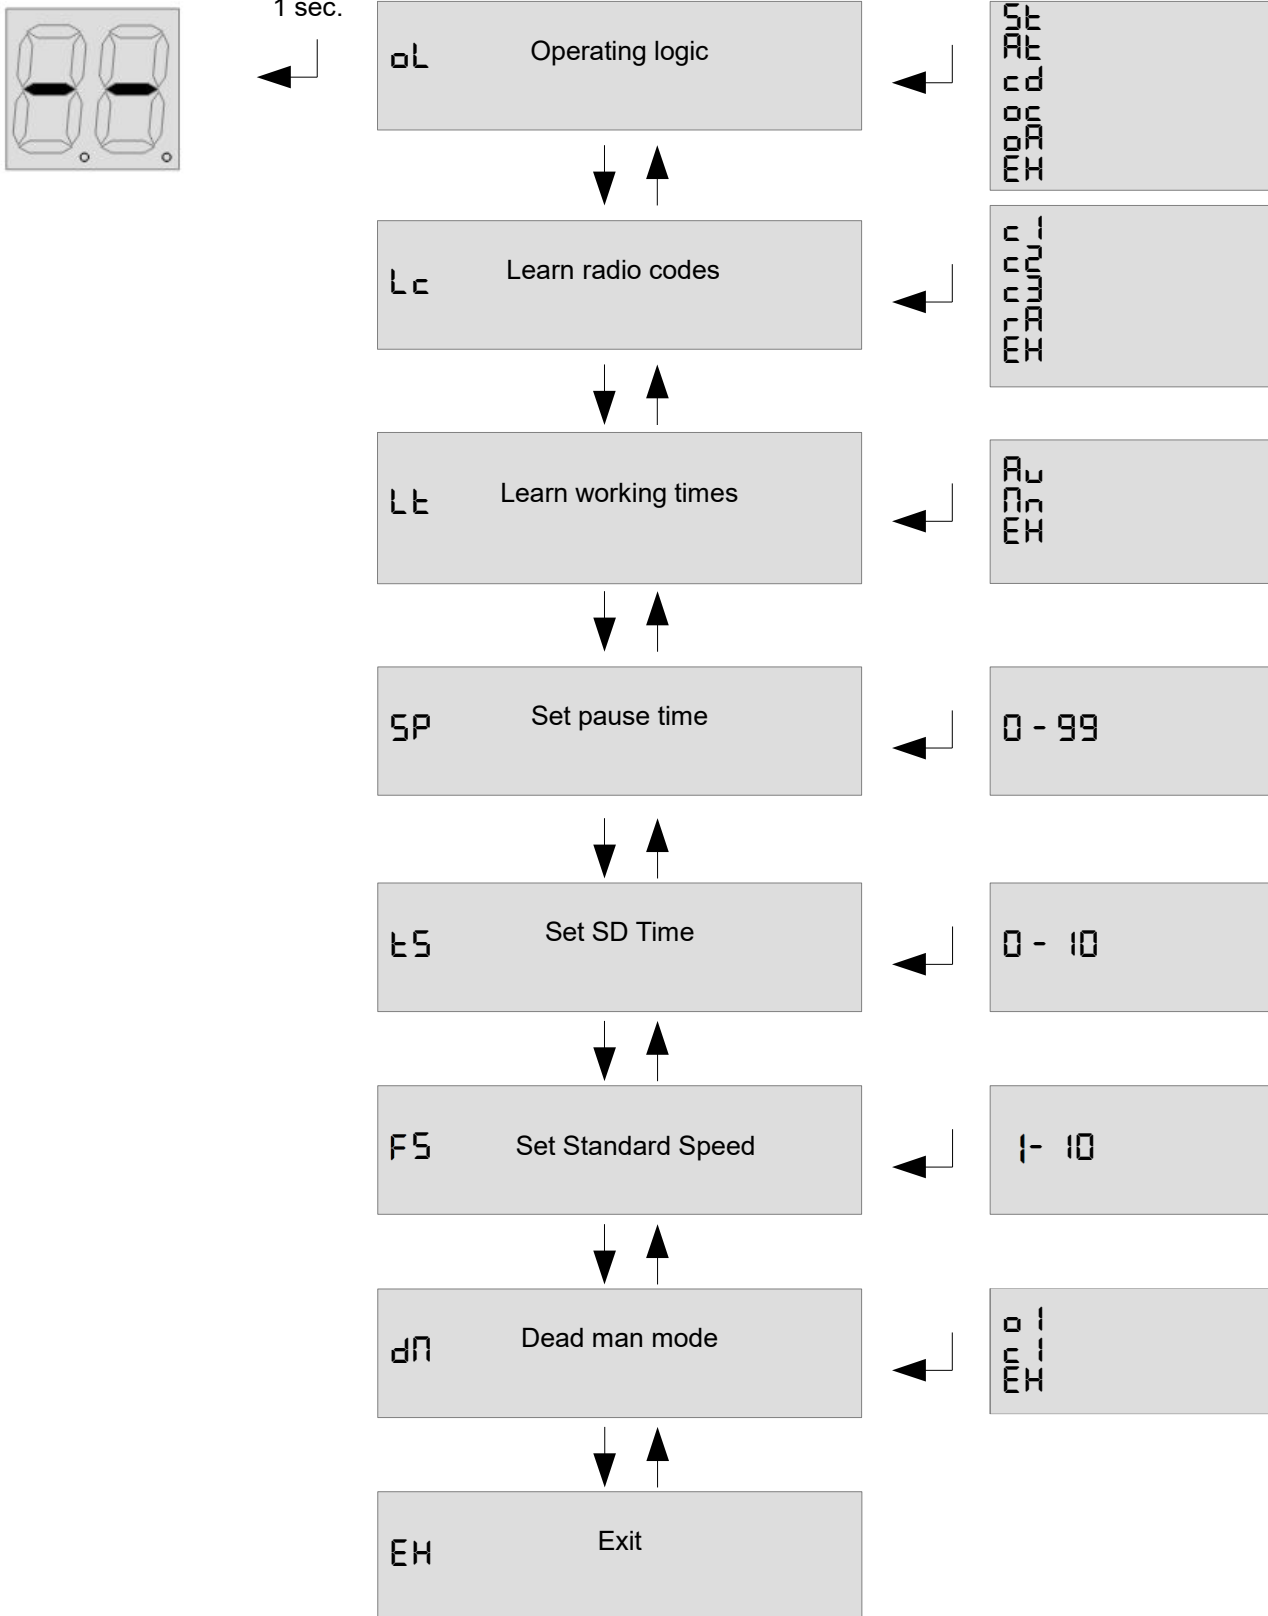 1 sec.
oL Operating logic
St
At
cd
oc
oA
EH
Lc Learn radio codes
c1
c2
c3
rA
EH
Lt Learn working times
Au
Mn
EH
SP Set pause time
0 - 99
tS Set SD Time
0 - 10
FS Set Standard Speed
1- 10
dM Dead man mode
o1
c1
EH
EH Exit